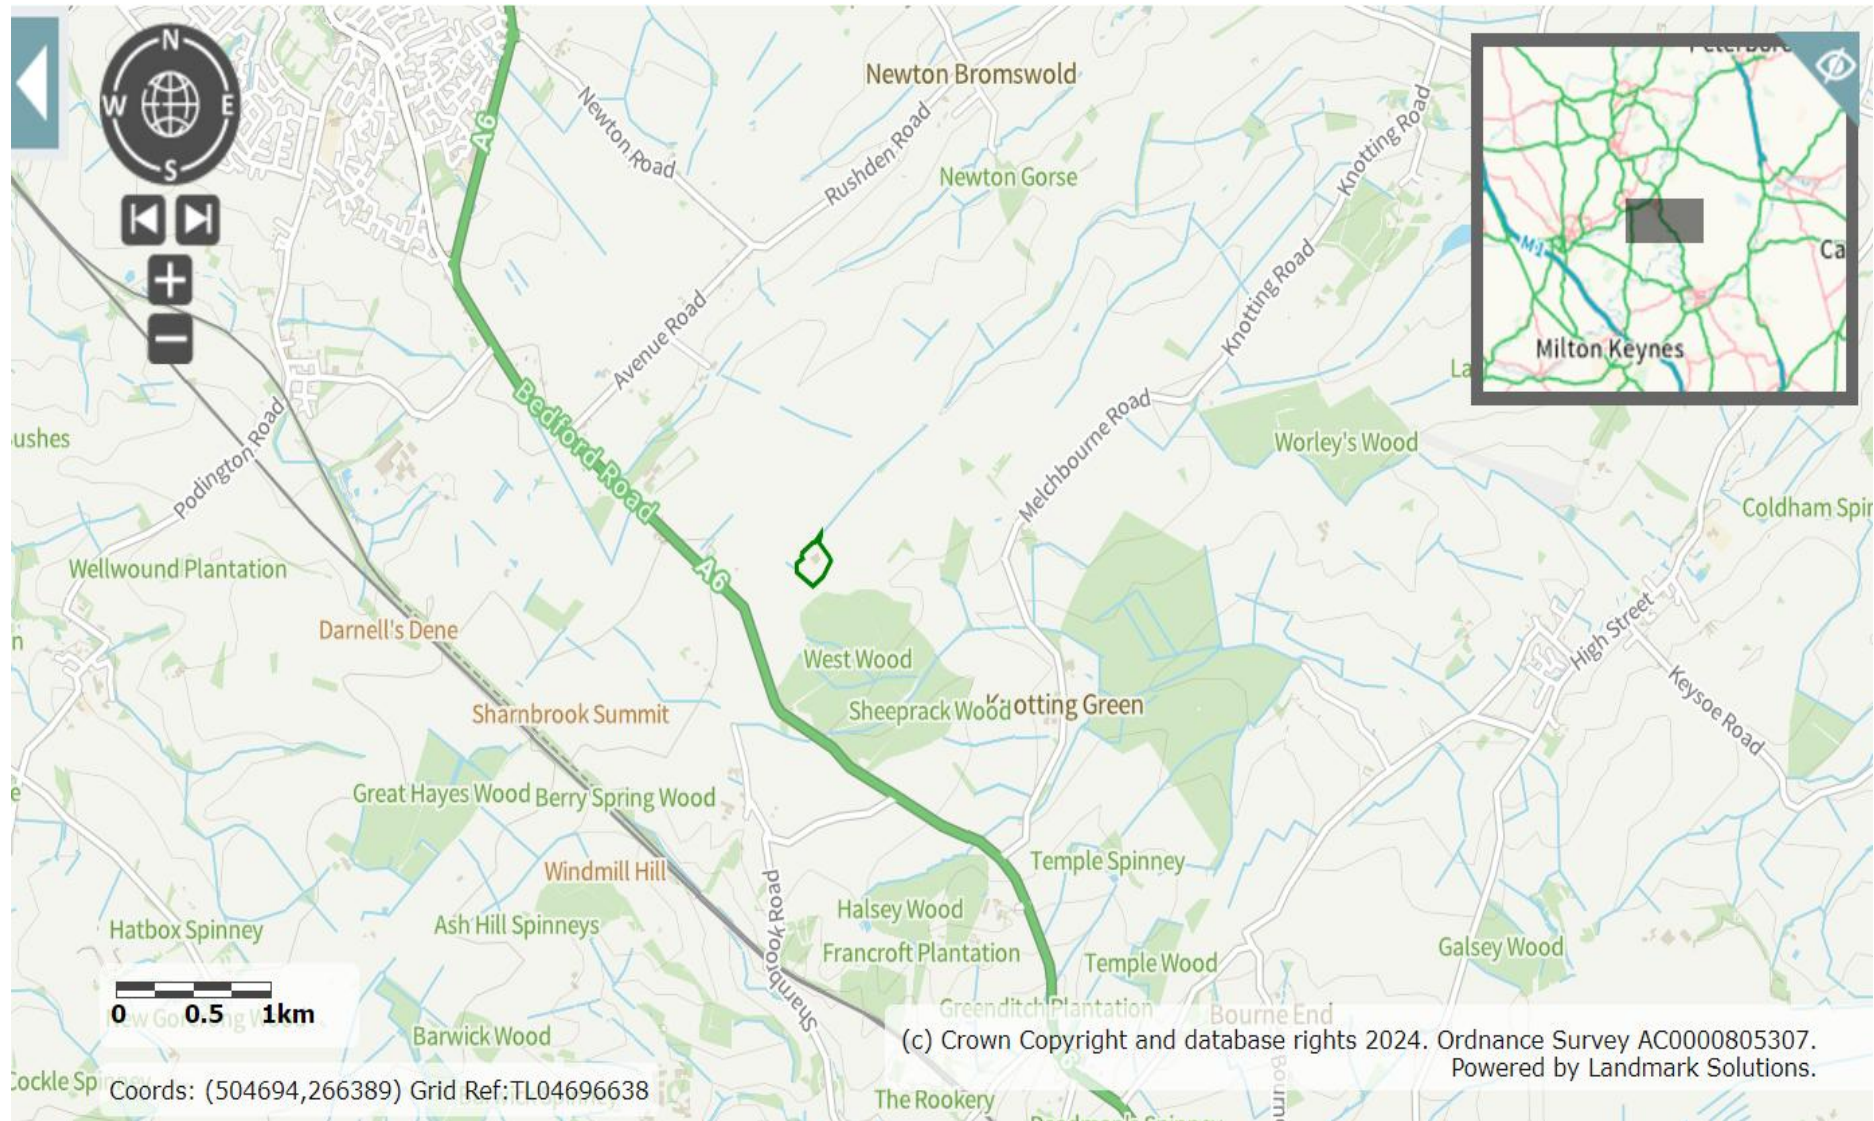 N
W
E
S
A6
Newton Road
Newton Bromswold
Rushden Road
Newton Gorse
Knotting Road
Knotting Road
M1
Milton Keynes
Avenue Road
Bedford Road
Podington Road
Melchbourne Road
Worley's Wood
Coldham
A6
Wellwound Plantation
Darnell's Dene
West Wood
High Street
Sheeprack Wood
Knotting Green
Sharnbrook Summit
Keysoe Road
Great Hayes Wood
Berry Spring Wood
Windmill Hill
Temple Spinney
Sharnbrook Road
Halsey Wood
Hatbox Spinney
Ash Hill Spinneys
Francroft Plantation
Temple Wood
Galsey Wood
Greenditch Plantation
Bourne End
0 0.5 1km
Barwick Wood
(c) Crown Copyright and database rights 2024. Ordnance Survey AC0000805307.
Powered by Landmark Solutions.
Coords: (504694,266389) Grid Ref:TL04696638
The Rookery